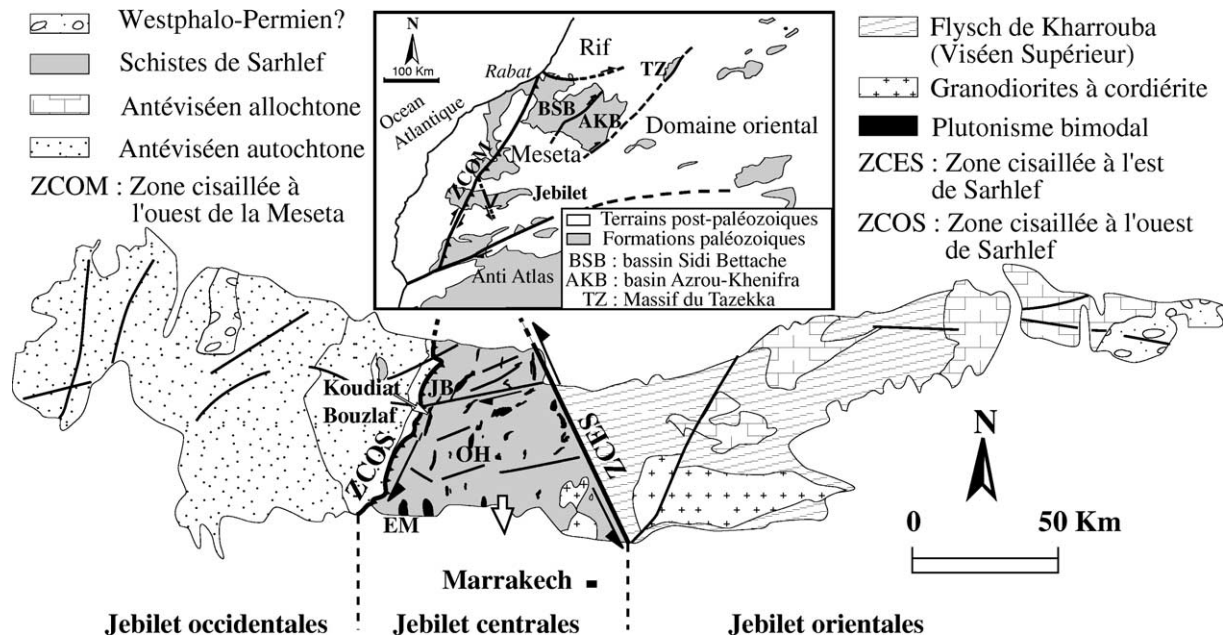 Westphalo-Permien?
Schistes de Sarhlef
Antéviséen allochtone
Antéviséen autochtone
ZCOM : Zone cisaillée à
l'ouest de la Meseta
N
100 Km
Rif
Rabat
TZ
Ocean
Atlantique
BSB
AKB
Domaine oriental
Meseta
ZCOM
Jebilet
Anti Atlas
Terrains post-paléozoiques
Formations paléozoiques
BSB : bassin Sidi Bettache
AKB : basin Azrou-Khenifra
TZ : Massif du Tazekka
Flysch de Kharrouba
(Viséen Supérieur)
Granodiorites à cordiérite
Plutonisme bimodal
ZCES : Zone cisaillée à l'est
de Sarhlef
ZCOS : Zone cisaillée à l'ouest
de Sarhlef
Koudiat
Bouzlaf
JB
ZCOS
OH
ZCES
EM
N
0 50 Km
Marrakech
Jebilet occidentales
Jebilet centrales
Jebilet orientales